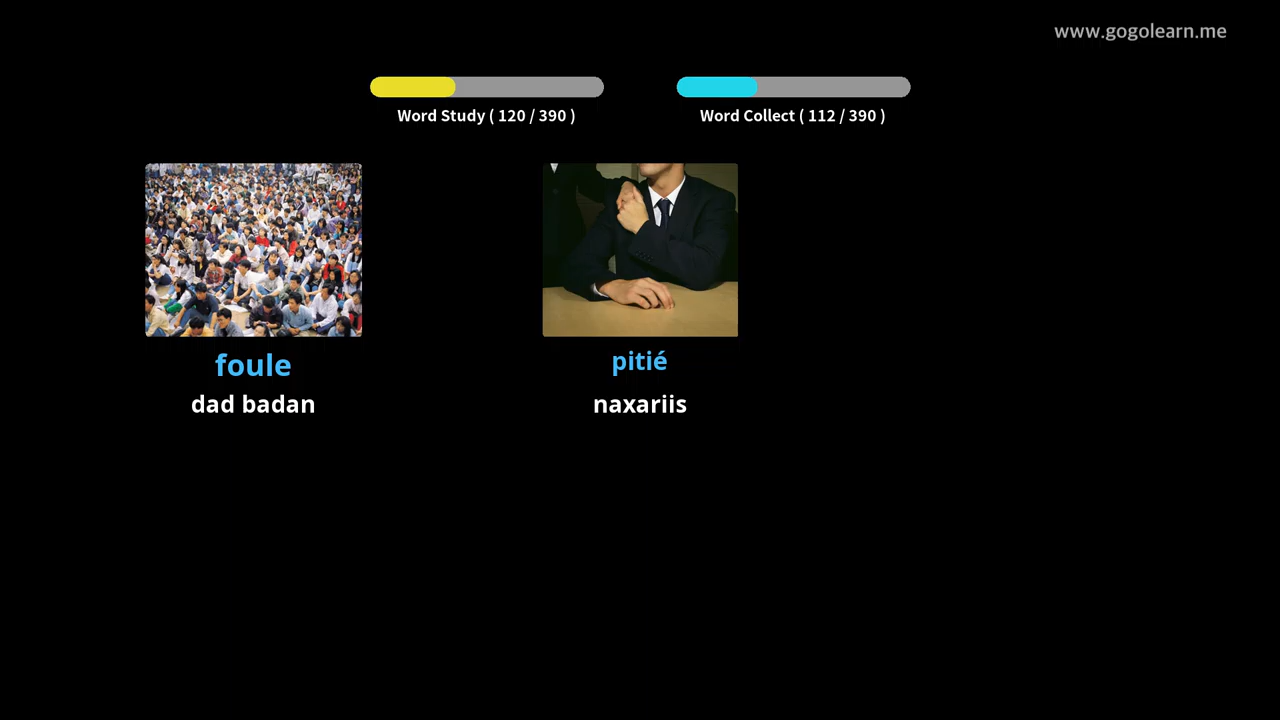 www.gogolearn.me
Word Study ( 120 / 390 )
Word Collect ( 112 / 390 )
foule
dad badan
pitié
naxariis